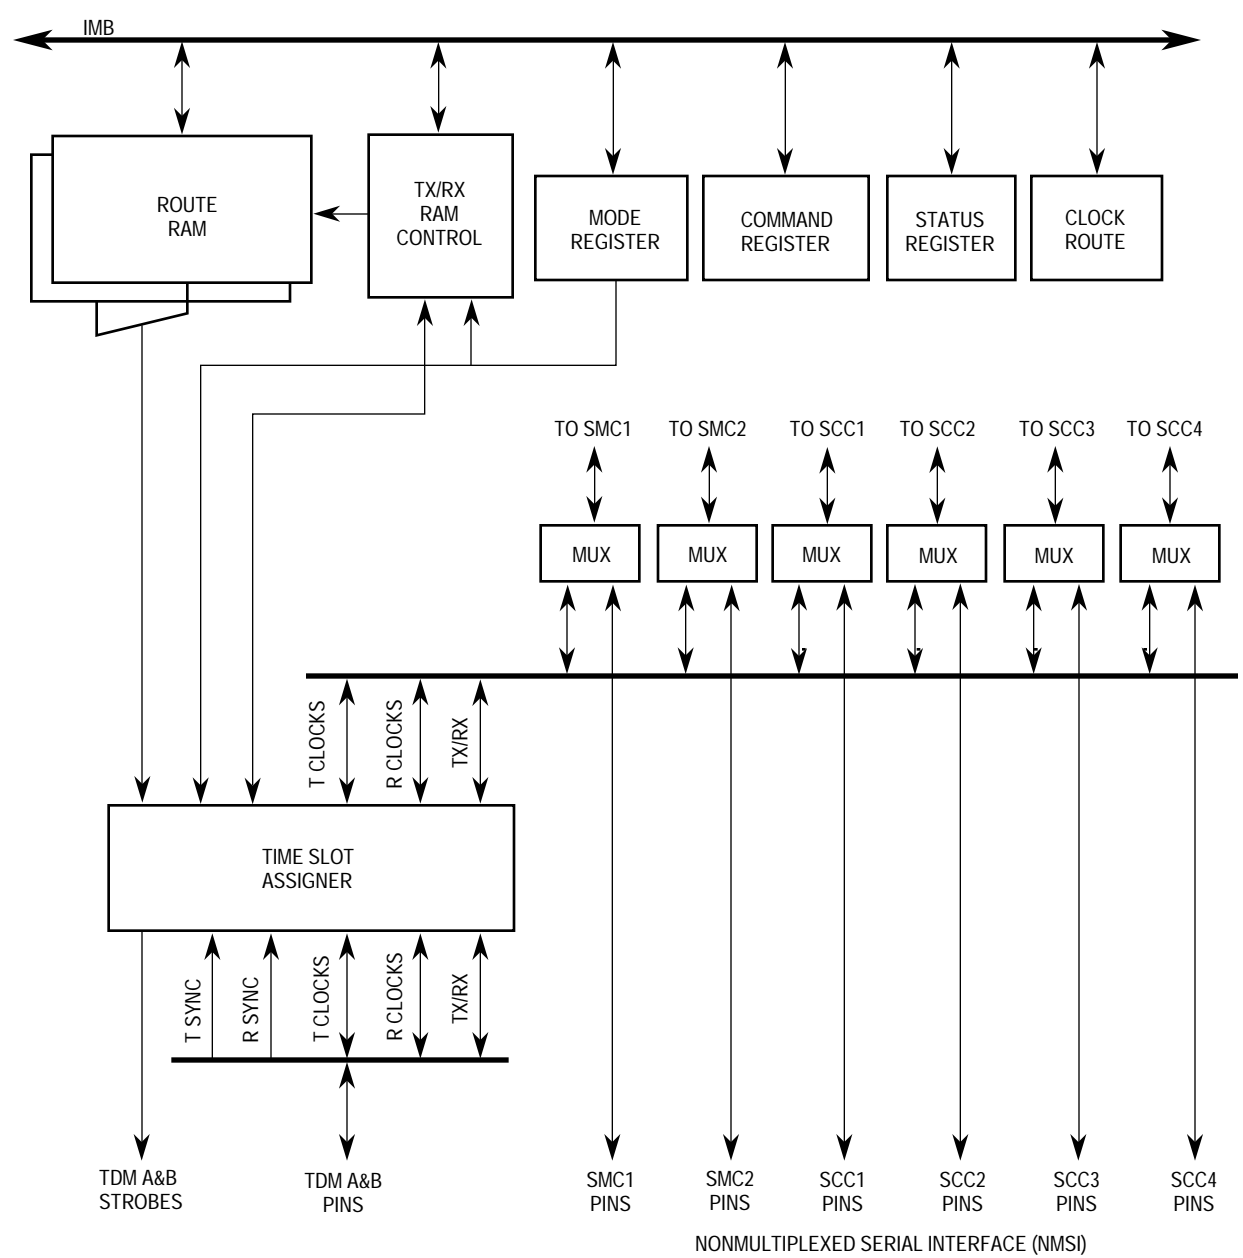 IMB
ROUTE
RAM
TX/RX
RAM
CONTROL
MODE
REGISTER
COMMAND
REGISTER
STATUS
REGISTER
CLOCK
ROUTE
TO SMC1
TO SMC2
TO SCC1
TO SCC2
TO SCC3
TO SCC4
MUX
MUX
MUX
MUX
MUX
MUX
T CLOCKS
R CLOCKS
TX/RX
TIME SLOT
ASSIGNER
T SYNC
R SYNC
T CLOCKS
R CLOCKS
TX/RX
TDM A&B
STROBES
TDM A&B
PINS
SMC1
PINS
SMC2
PINS
SCC1
PINS
SCC2
PINS
SCC3
PINS
SCC4
PINS
NONMULTIPLEXED SERIAL INTERFACE (NMSI)